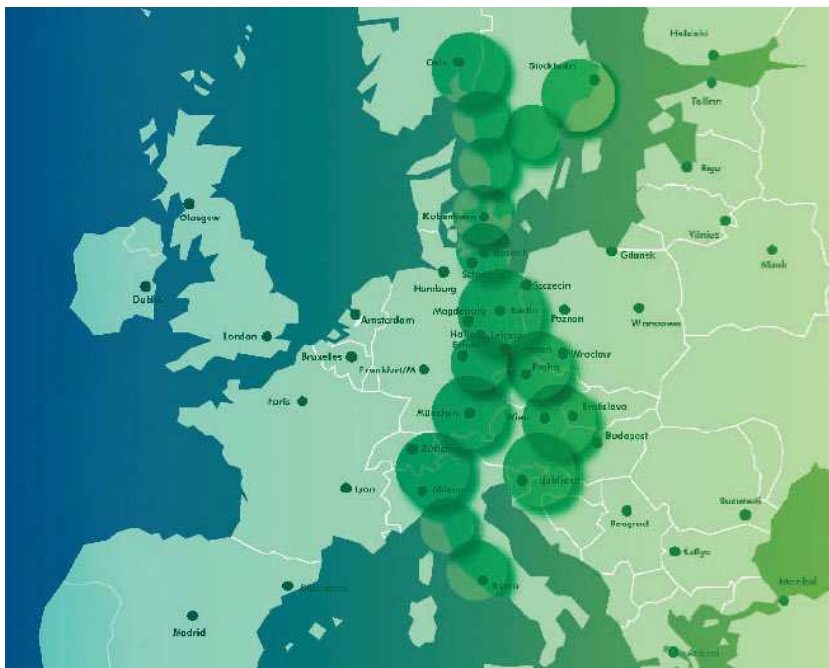 Helsinki
Oslo
Stockholm
Tallinn
Riga
Glasgow
København
Vilnius
Minsk
Gdansk
Hamburg
Szczecin
Dublin
Magdeburg
Berlin
Poznan
Warszawa
Amsterdam
London
Leipzig
Bruxelles
Wroclaw
Frankfurt/M
Praha
Paris
München
Wien
Bratislava
Budapest
Zürich
Lyon
Milano
Ljubljana
Bucuresti
Beograd
Sofiya
Roma
Istanbul
Barcelona
Madrid